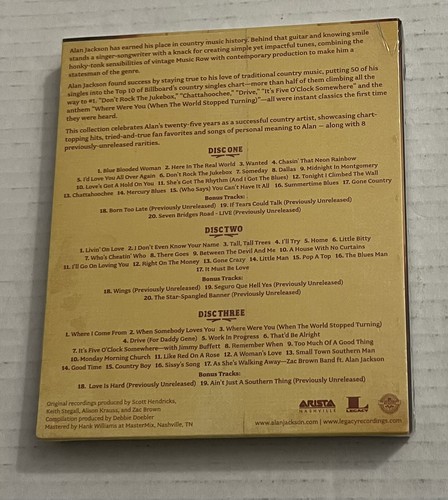 Alan Jackson has earned his place in country music history. Behind that guitar and knowing smile
stands a singer-songwriter with a knack for creating simple yet impactful tunes, combining the
honky-tonk sensibilities of vintage Music Row with contemporary production to make him a
statesman of the genre.
Alan Jackson found success by staying true to his love of traditional country music, putting 50 of his
singles into the Top 10 of Billboard's country singles chart—more than half of them climbing all the
way to #1. "Don't Rock The Jukebox," "Chattahoochee," "Drive," "It's Five O'Clock Somewhere" and the
anthem "Where Were You (When The World Stopped Turning)"—all were instant classics the first time
they were heard.
This collection celebrates Alan's twenty-five years as a successful country artist, showcasing chart-
topping hits, tried-and-true fan favorites and songs of personal meaning to Alan — along with 8
previously-unreleased rarities.
DISC ONE
1. Blue Blooded Woman 2. Here In The Real World 3. Wanted 4. Chasin' That Neon Rainbow
5. I'd Love You All Over Again 6. Don't Rock The Jukebox 7. Someday 8. Dallas 9. Midnight In Montgomery
10. Love's Got A Hold On You 11. She's Got The Rhythm (And I Got The Blues) 12. Tonight I Climbed The Wall
13. Chattahoochee 14. Mercury Blues 15. (Who Says) You Can't Have It All 16. Summertime Blues 17. Gone Country
Bonus Tracks:
18. Born Too Late (Previously Unreleased) 19. If Tears Could Talk (Previously Unreleased)
20. Seven Bridges Road - LIVE (Previously Unreleased)
DISC TWO
1. Livin' On Love 2. I Don't Even Know Your Name 3. Tall, Tall Trees 4. I'll Try 5. Home 6. Little Bitty
7. Who's Cheatin' Who 8. There Goes 9. Between The Devil And Me 10. A House With No Curtains
11. I'll Go On Loving You 12. Right On The Money 13. Gone Crazy 14. Little Man 15. Pop A Top 16. The Blues Man
17. It Must Be Love
Bonus Tracks:
18. Wings (Previously Unreleased) 19. Seguro Que Hell Yes (Previously Unreleased)
20. The Star-Spangled Banner (Previously Unreleased)
DISC THREE
1. Where I Come From 2. When Somebody Loves You 3. Where Were You (When The World Stopped Turning)
4. Drive (For Daddy Gene) 5. Work In Progress 6. That'd Be Alright
7. It's Five O'Clock Somewhere—with Jimmy Buffett 8. Remember When 9. Too Much Of A Good Thing
10. Monday Morning Church 11. Like Red On A Rose 12. A Woman's Love 13. Small Town Southern Man
14. Good Time 15. Country Boy 16. Sissy's Song 17. As She's Walking Away—Zac Brown Band ft. Alan Jackson
Bonus Tracks:
18. Love Is Hard (Previously Unreleased) 19. Ain't Just A Southern Thing (Previously Unreleased)
Original recordings produced by Scott Hendricks,
Keith Stegall, Alison Krauss, and Zac Brown
Compilation produced by Debbie Doebler
Mastered by Hank Williams at MasterMix, Nashville, TN
ARISTA
NASHVILLE
LEGACY
www.alanjackson.com | www.legacyrecordings.com